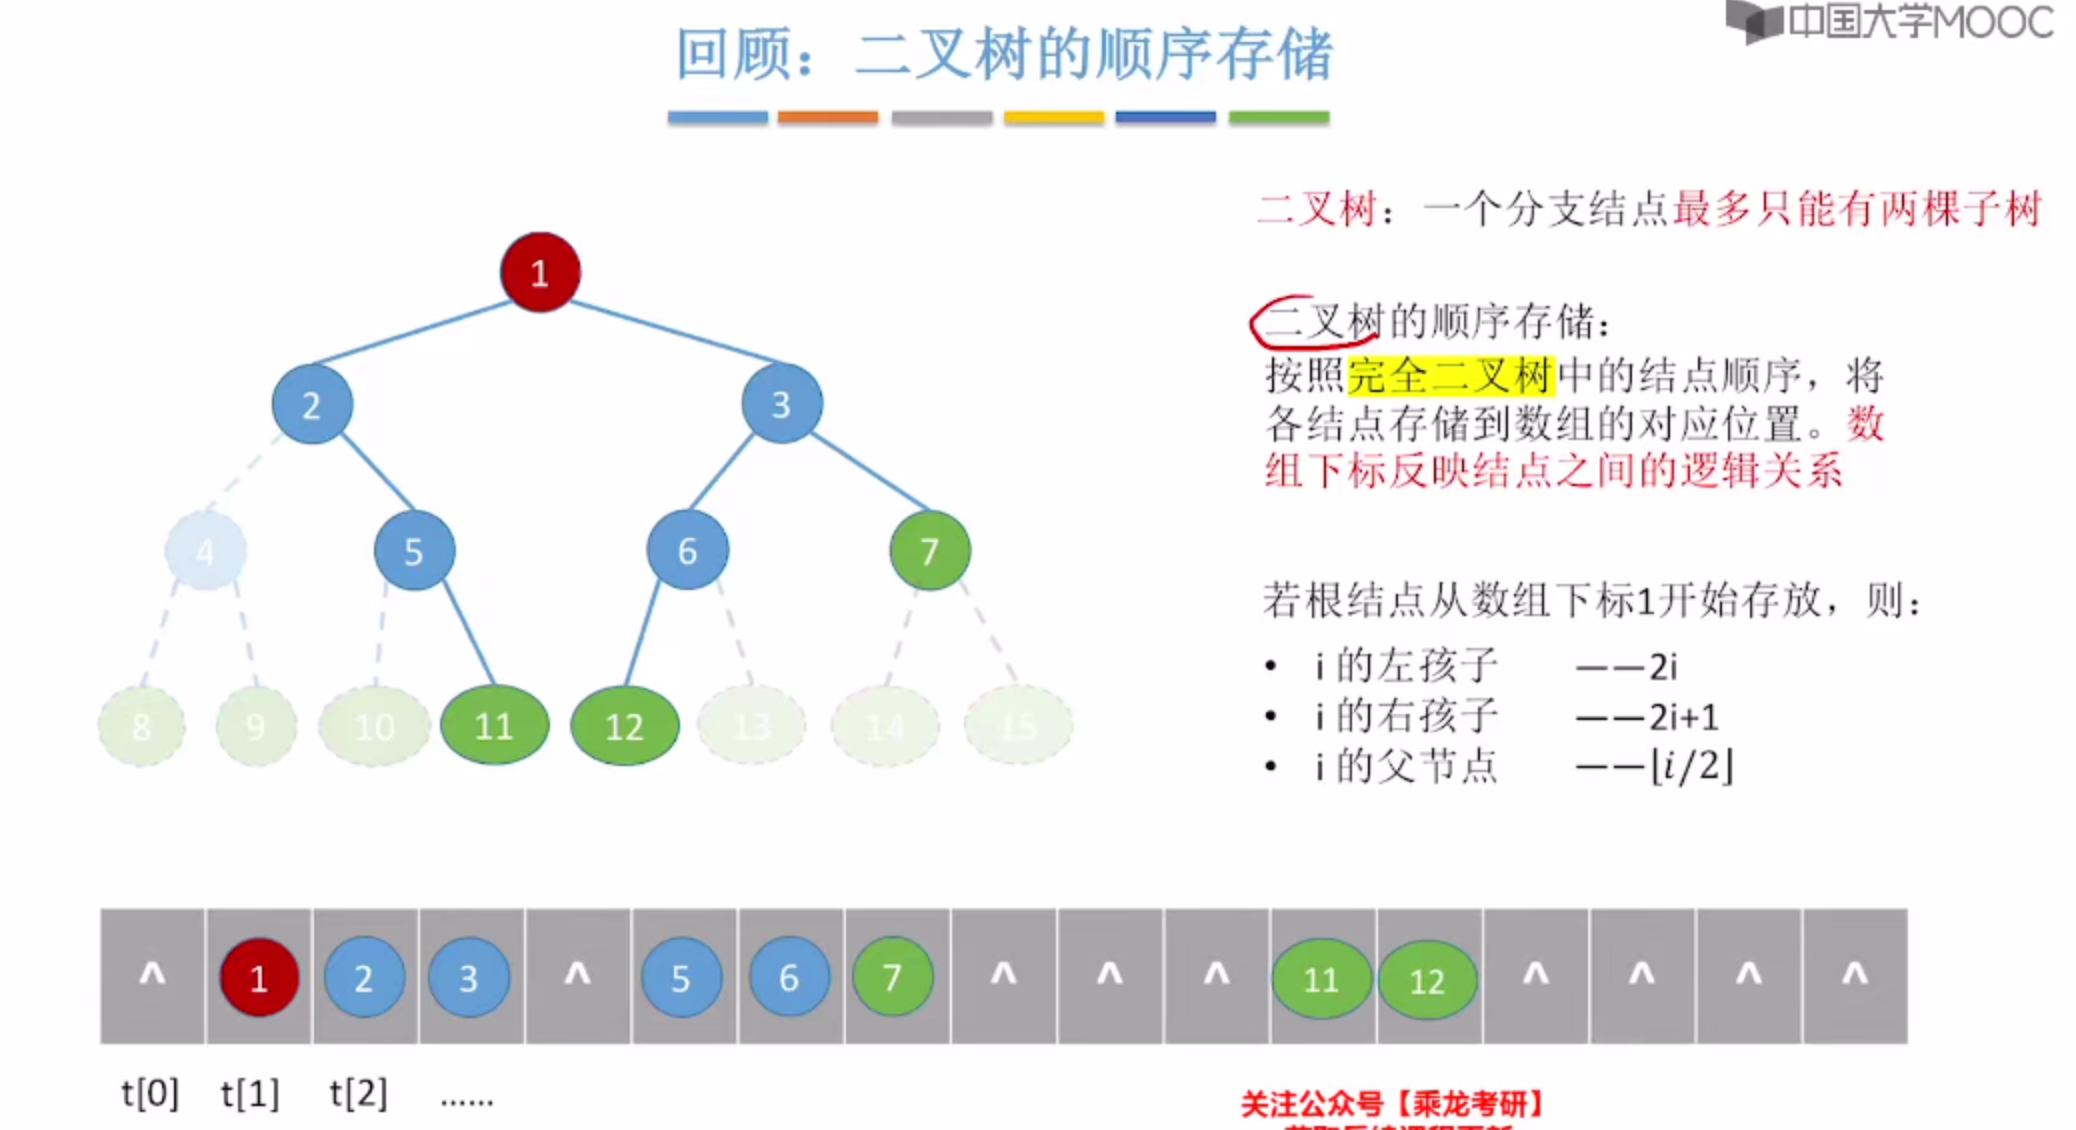 中国大学MOOC
回顾：二叉树的顺序存储
二叉树：一个分支结点最多只能有两棵子树
1
二叉树的顺序存储：
按照完全二叉树中的结点顺序，将
各结点存储到数组的对应位置。数
组下标反映结点之间的逻辑关系
2 3
4 5 6 7
8 9 10 11 12 13 14 15
若根结点从数组下标1开始存放，则：
• i 的左孩子 ——2i
• i 的右孩子 ——2i+1
• i 的父节点 ——⌊i/2⌋
^ 1 2 3 ^ 5 6 7 ^ ^ ^ 11 12 ^ ^ ^ ^
t[0] t[1] t[2] ......
关注公众号【乘龙考研】